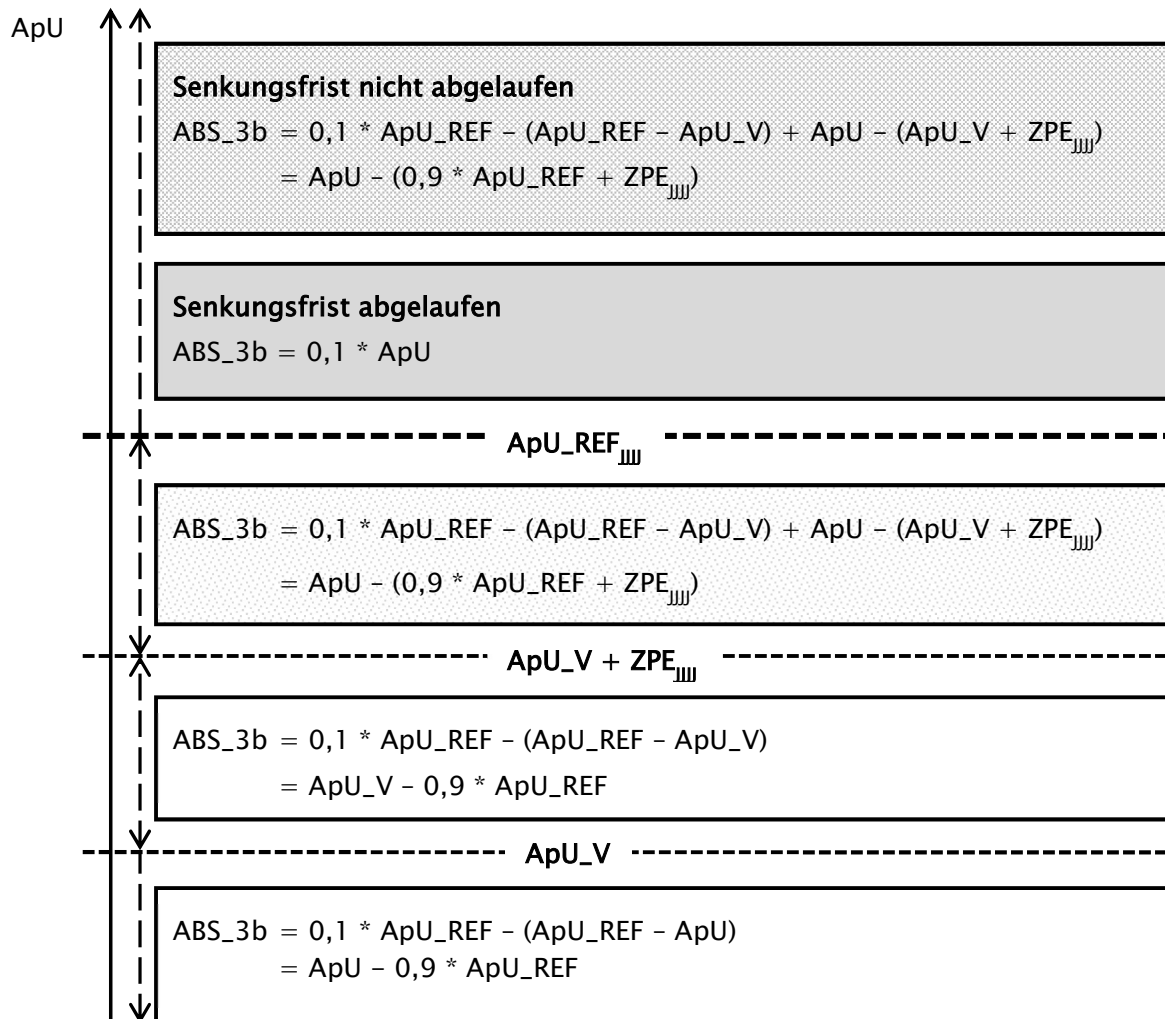 ApU
Senkungsfrist nicht abgelaufen
ABS_3b = 0,1 * ApU_REF – (ApU_REF – ApU_V) + ApU – (ApU_V + ZPE_JJJJ)
= ApU – (0,9 * ApU_REF + ZPE_JJJJ)
Senkungsfrist abgelaufen
ABS_3b = 0,1 * ApU
ApU_REF_JJJJ
ABS_3b = 0,1 * ApU_REF – (ApU_REF – ApU_V) + ApU – (ApU_V + ZPE_JJJJ)
= ApU – (0,9 * ApU_REF + ZPE_JJJJ)
ApU_V + ZPE_JJJJ
ABS_3b = 0,1 * ApU_REF – (ApU_REF – ApU_V)
= ApU_V – 0,9 * ApU_REF
ApU_V
ABS_3b = 0,1 * ApU_REF – (ApU_REF – ApU)
= ApU – 0,9 * ApU_REF